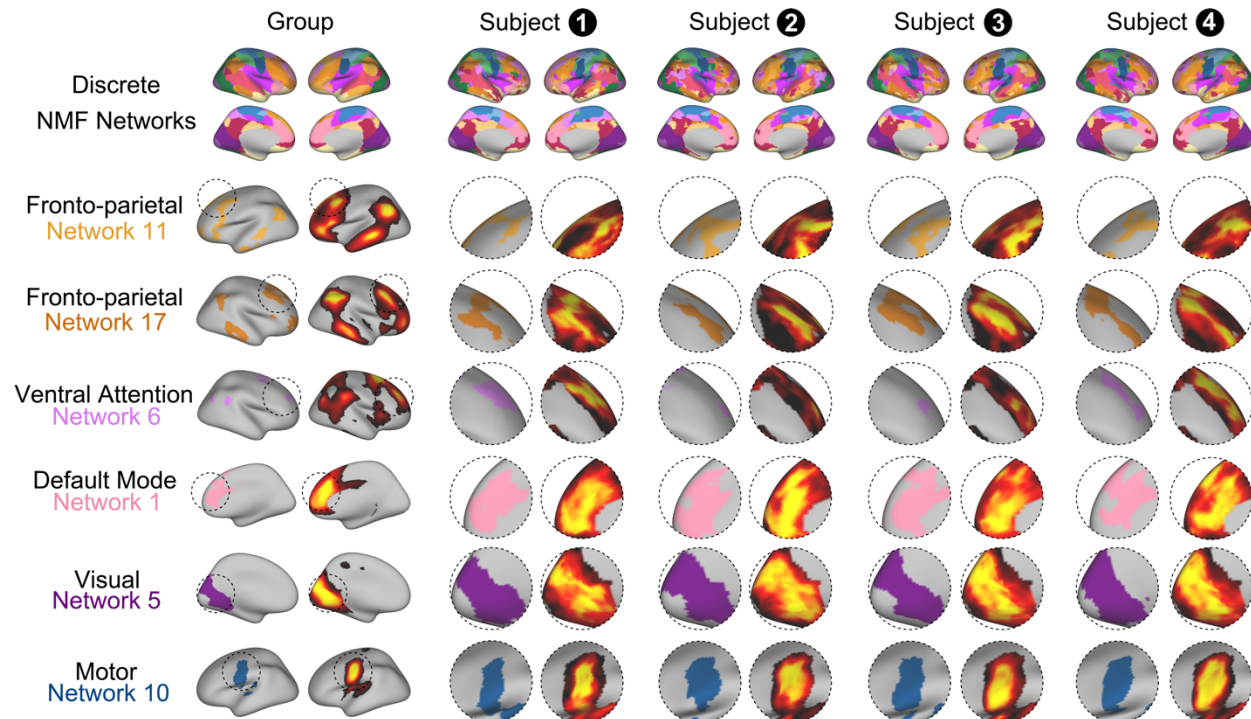 Group
Subject 1
Subject 2
Subject 3
Subject 4
Discrete
NMF Networks
Fronto-parietal
Network 11
Fronto-parietal
Network 17
Ventral Attention
Network 6
Default Mode
Network 1
Visual
Network 5
Motor
Network 10